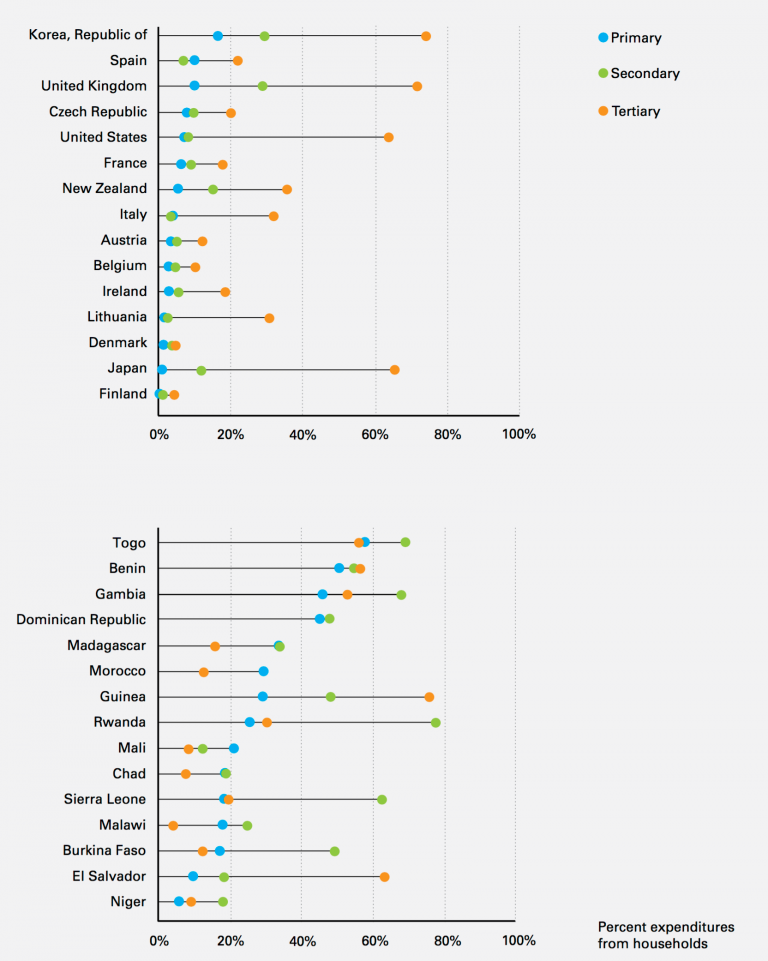 Korea, Republic of
Spain
United Kingdom
Czech Republic
United States
France
New Zealand
Italy
Austria
Belgium
Ireland
Lithuania
Denmark
Japan
Finland
0% 20% 40% 60% 80% 100%
Primary
Secondary
Tertiary
Togo
Benin
Gambia
Dominican Republic
Madagascar
Morocco
Guinea
Rwanda
Mali
Chad
Sierra Leone
Malawi
Burkina Faso
El Salvador
Niger
0% 20% 40% 60% 80% 100%
Percent expenditures
from households